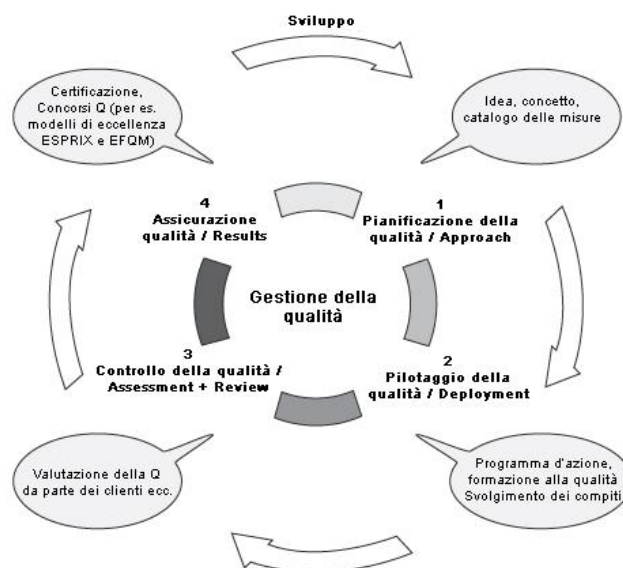 Sviluppo
Certificazione,
Concorsi Q (per es.
modelli di eccellenza
ESPRIX e EFQM)
Idea, concetto,
catalogo delle misure
4
Assicurazione
qualità / Results
1
Pianificazione della
qualità / Approach
Gestione della
qualità
3
Controllo della qualità /
Assessment + Review
2
Pilotaggio della
qualità / Deployment
Valutazione della Q
da parte dei clienti ecc.
Programma d'azione,
formazione alla qualità
Svolgimento dei compiti